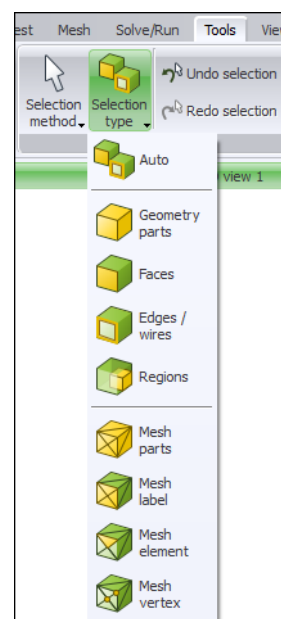 est Mesh Solve/Run Tools Vie
Selection method
Selection type
Undo selection
Redo selection
view 1
Auto
Geometry
parts
Faces
Edges /
wires
Regions
Mesh
parts
Mesh
label
Mesh
element
Mesh
vertex